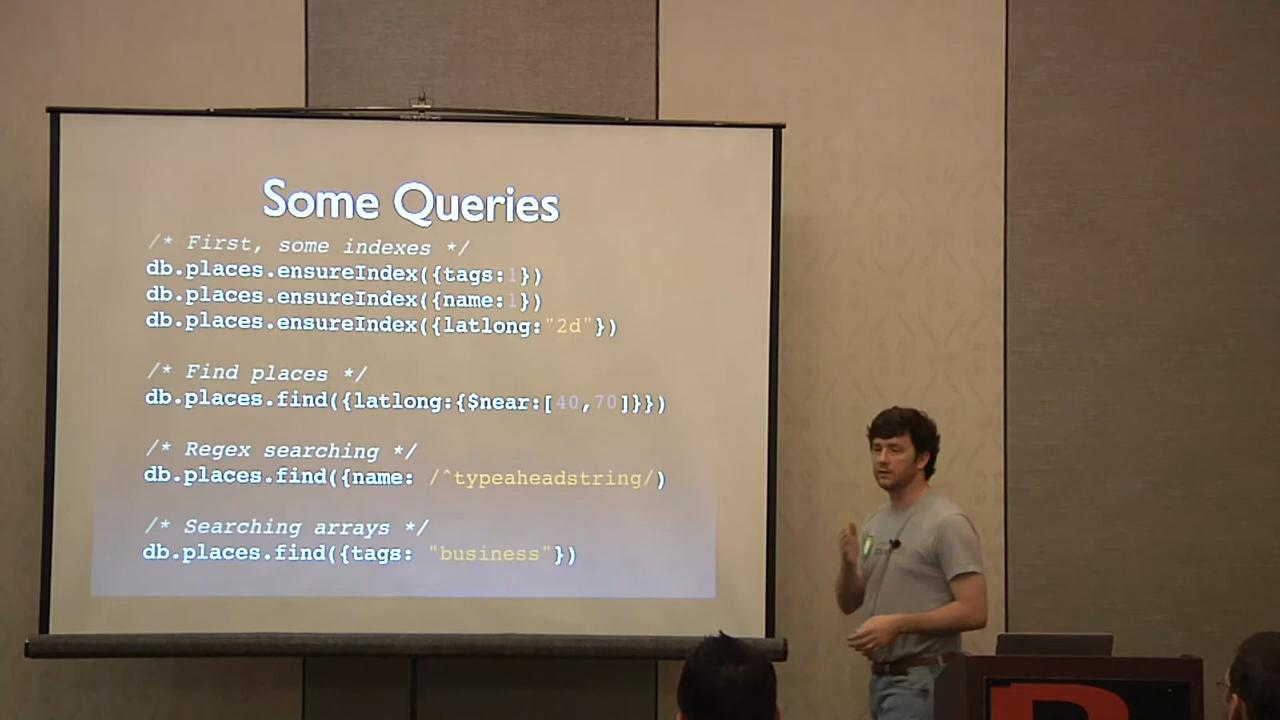 Some Queries
/* First, some indexes */
db.places.ensureIndex({tags:1})
db.places.ensureIndex({name:1})
db.places.ensureIndex({latlong:"2d"})
/* Find places */
db.places.find({latlong:{$near:[40,70]}})
/* Regex searching */
db.places.find({name: /^typeaheadstring/)
/* Searching arrays */
db.places.find({tags: "business"})